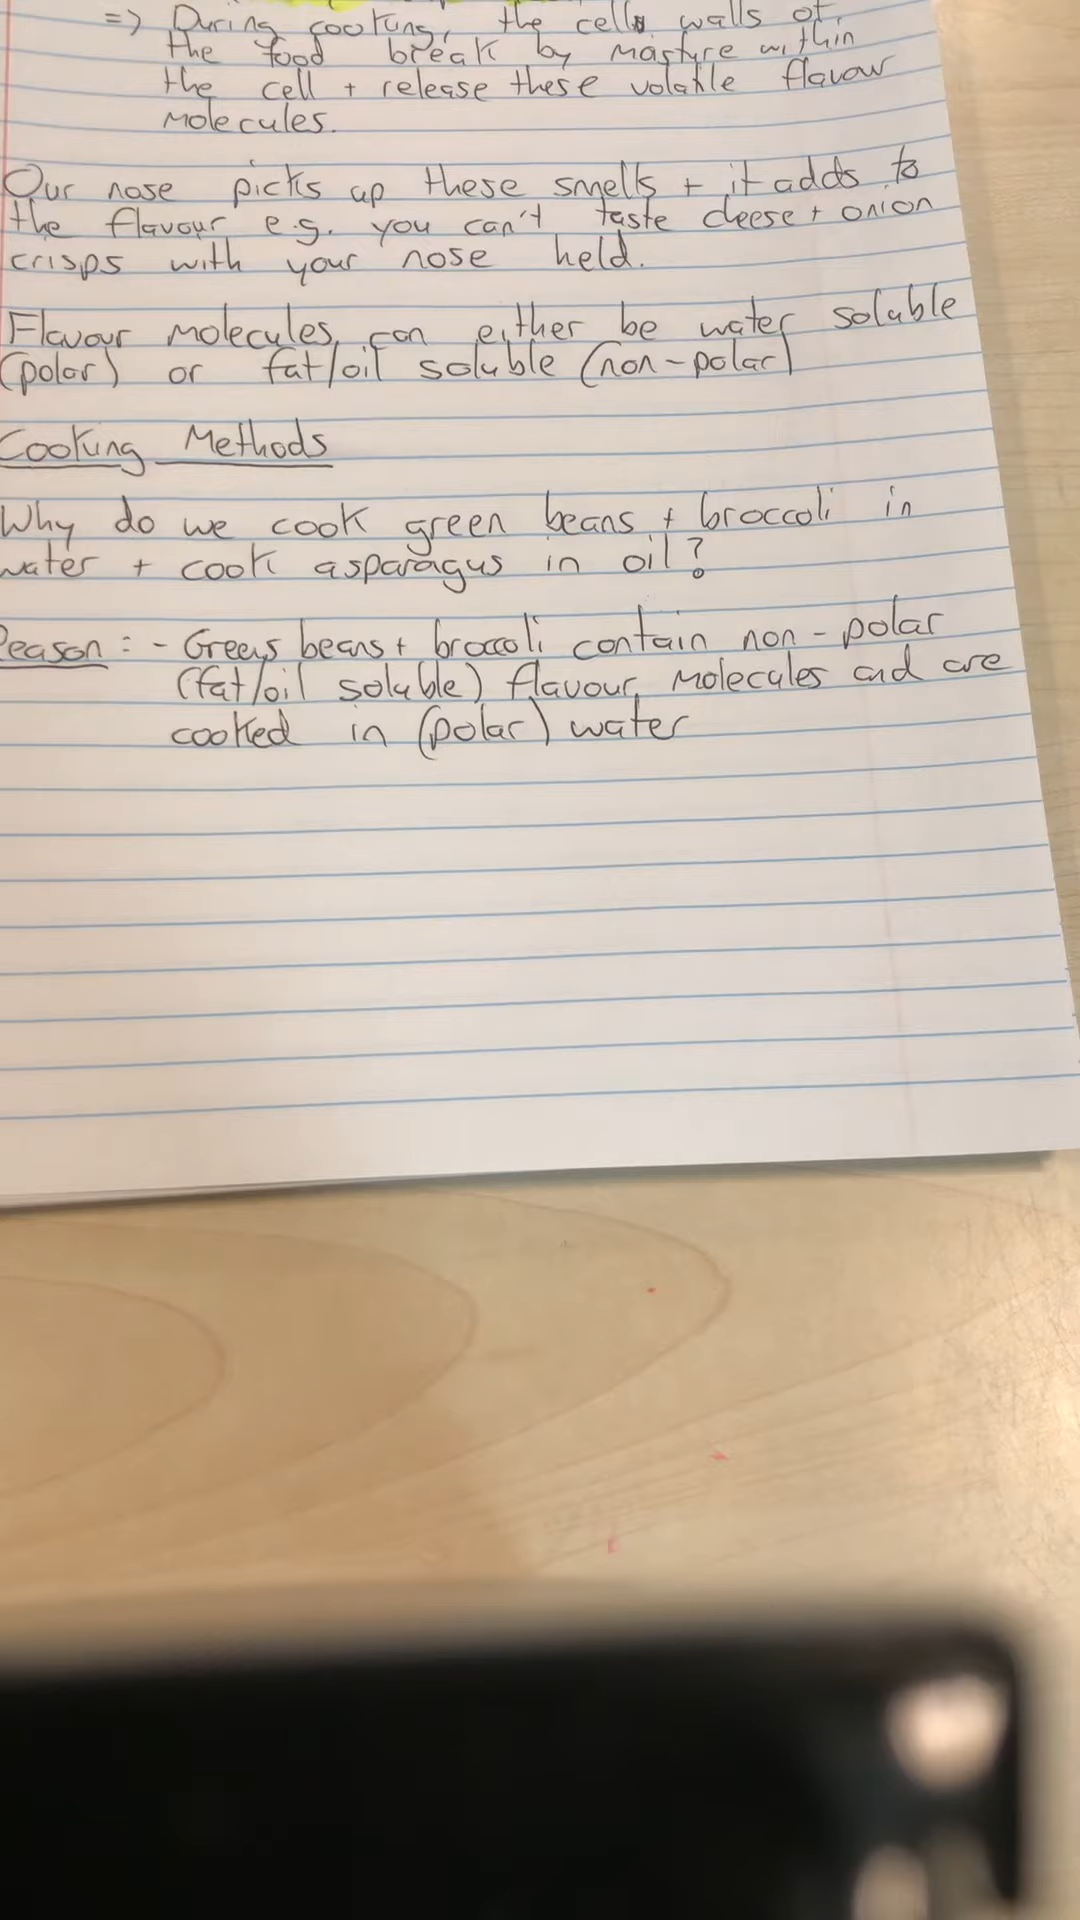 => During cooking, the cells walls of
the food break by moisture within
the cell + release these volatile flavour
molecules.
Our nose picks up these smells + it adds to
the flavour e.g. you can't taste cleese + onion
crisps with your nose held.
Flavour molecules can either be water soluble
(polar) or fat/oil soluble (non-polar)
Cooking Methods
Why do we cook green beans + broccoli in
water + cook asparagus in oil?
Reason :- Greens beans + broccoli contain non-polar
(fat/oil soluble) flavour molecules and are
cooked in (polar) water